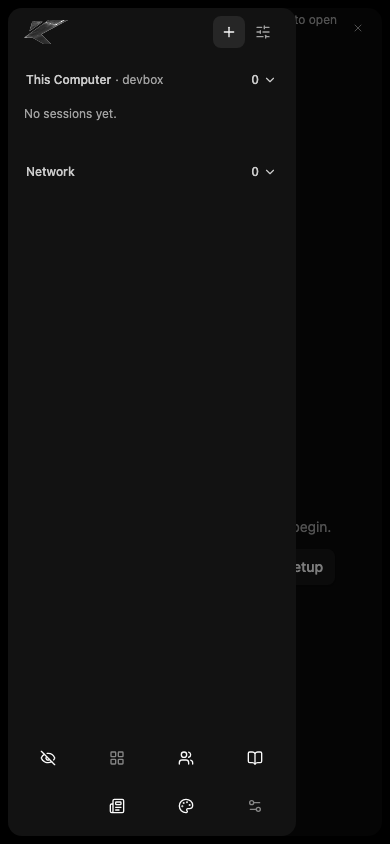 to open
This Computer · devbox 0
No sessions yet.
Network 0
begin.
etup